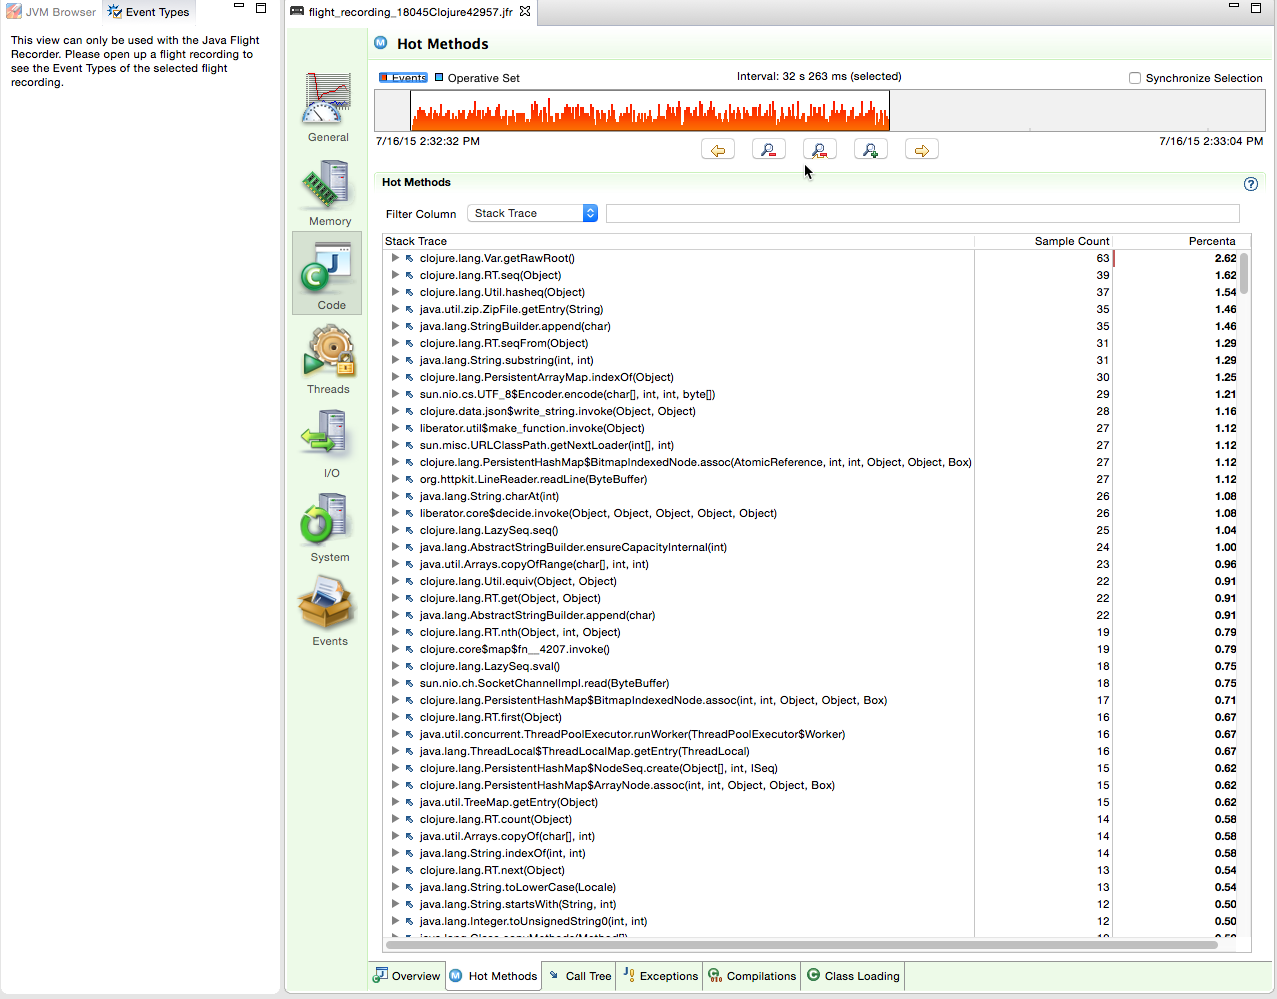 JVM Browser
Event Types
This view can only be used with the Java Flight
Recorder. Please open up a flight recording to
see the Event Types of the selected flight
recording.
flight_recording_18045Clojure42957.jfr
General
Memory
Code
Threads
I/O
System
Events
Hot Methods
Events
Operative Set
Interval: 32 s 263 ms (selected)
Synchronize Selection
7/16/15 2:32:32 PM
7/16/15 2:33:04 PM
Hot Methods
Filter Column
Stack Trace
Stack Trace Sample Count Percenta
clojure.lang.Var.getRawRoot() 63 2.62
clojure.lang.RT.seq(Object) 39 1.62
clojure.lang.Util.hasheq(Object) 37 1.54
java.util.zip.ZipFile.getEntry(String) 35 1.46
java.lang.StringBuilder.append(char) 35 1.46
clojure.lang.RT.seqFrom(Object) 31 1.29
java.lang.String.substring(int, int) 31 1.29
clojure.lang.PersistentArrayMap.indexOf(Object) 30 1.25
sun.nio.cs.UTF_8$Encoder.encode(char[], int, int, byte[]) 29 1.21
clojure.data.json$write_string.invoke(Object, Object) 28 1.16
liberator.util$make_function.invoke(Object) 27 1.12
sun.misc.URLClassPath.getNextLoader(int[], int) 27 1.12
clojure.lang.PersistentHashMap$BitmapIndexedNode.assoc(AtomicReference, int, int, Object, Object, Box) 27 1.12
org.httpkit.LineReader.readLine(ByteBuffer) 27 1.12
java.lang.String.charAt(int) 26 1.08
liberator.core$decide.invoke(Object, Object, Object, Object, Object) 26 1.08
clojure.lang.LazySeq.seq() 25 1.04
java.lang.AbstractStringBuilder.ensureCapacityInternal(int) 24 1.00
java.util.Arrays.copyOfRange(char[], int, int) 23 0.96
clojure.lang.Util.equiv(Object, Object) 22 0.91
clojure.lang.RT.get(Object, Object) 22 0.91
java.lang.AbstractStringBuilder.append(char) 22 0.91
clojure.lang.RT.nth(Object, int, Object) 19 0.79
clojure.core$map$fn__4207.invoke() 19 0.79
clojure.lang.LazySeq.sval() 18 0.75
sun.nio.ch.SocketChannelImpl.read(ByteBuffer) 18 0.75
clojure.lang.PersistentHashMap$BitmapIndexedNode.assoc(int, int, Object, Object, Box) 17 0.71
clojure.lang.RT.first(Object) 16 0.67
java.util.concurrent.ThreadPoolExecutor.runWorker(ThreadPoolExecutor$Worker) 16 0.67
java.lang.ThreadLocal$ThreadLocalMap.getEntry(ThreadLocal) 16 0.67
clojure.lang.PersistentHashMap$NodeSeq.create(Object[], int, ISeq) 15 0.62
clojure.lang.PersistentHashMap$ArrayNode.assoc(int, int, Object, Object, Box) 15 0.62
java.util.TreeMap.getEntry(Object) 15 0.62
clojure.lang.RT.count(Object) 14 0.58
java.util.Arrays.copyOf(char[], int) 14 0.58
java.lang.String.indexOf(int, int) 14 0.58
clojure.lang.RT.next(Object) 13 0.54
java.lang.String.toLowerCase(Locale) 13 0.54
java.lang.String.startsWith(String, int) 12 0.50
java.lang.Integer.toUnsignedString0(int, int) 12 0.50
Overview
Hot Methods
Call Tree
Exceptions
Compilations
Class Loading